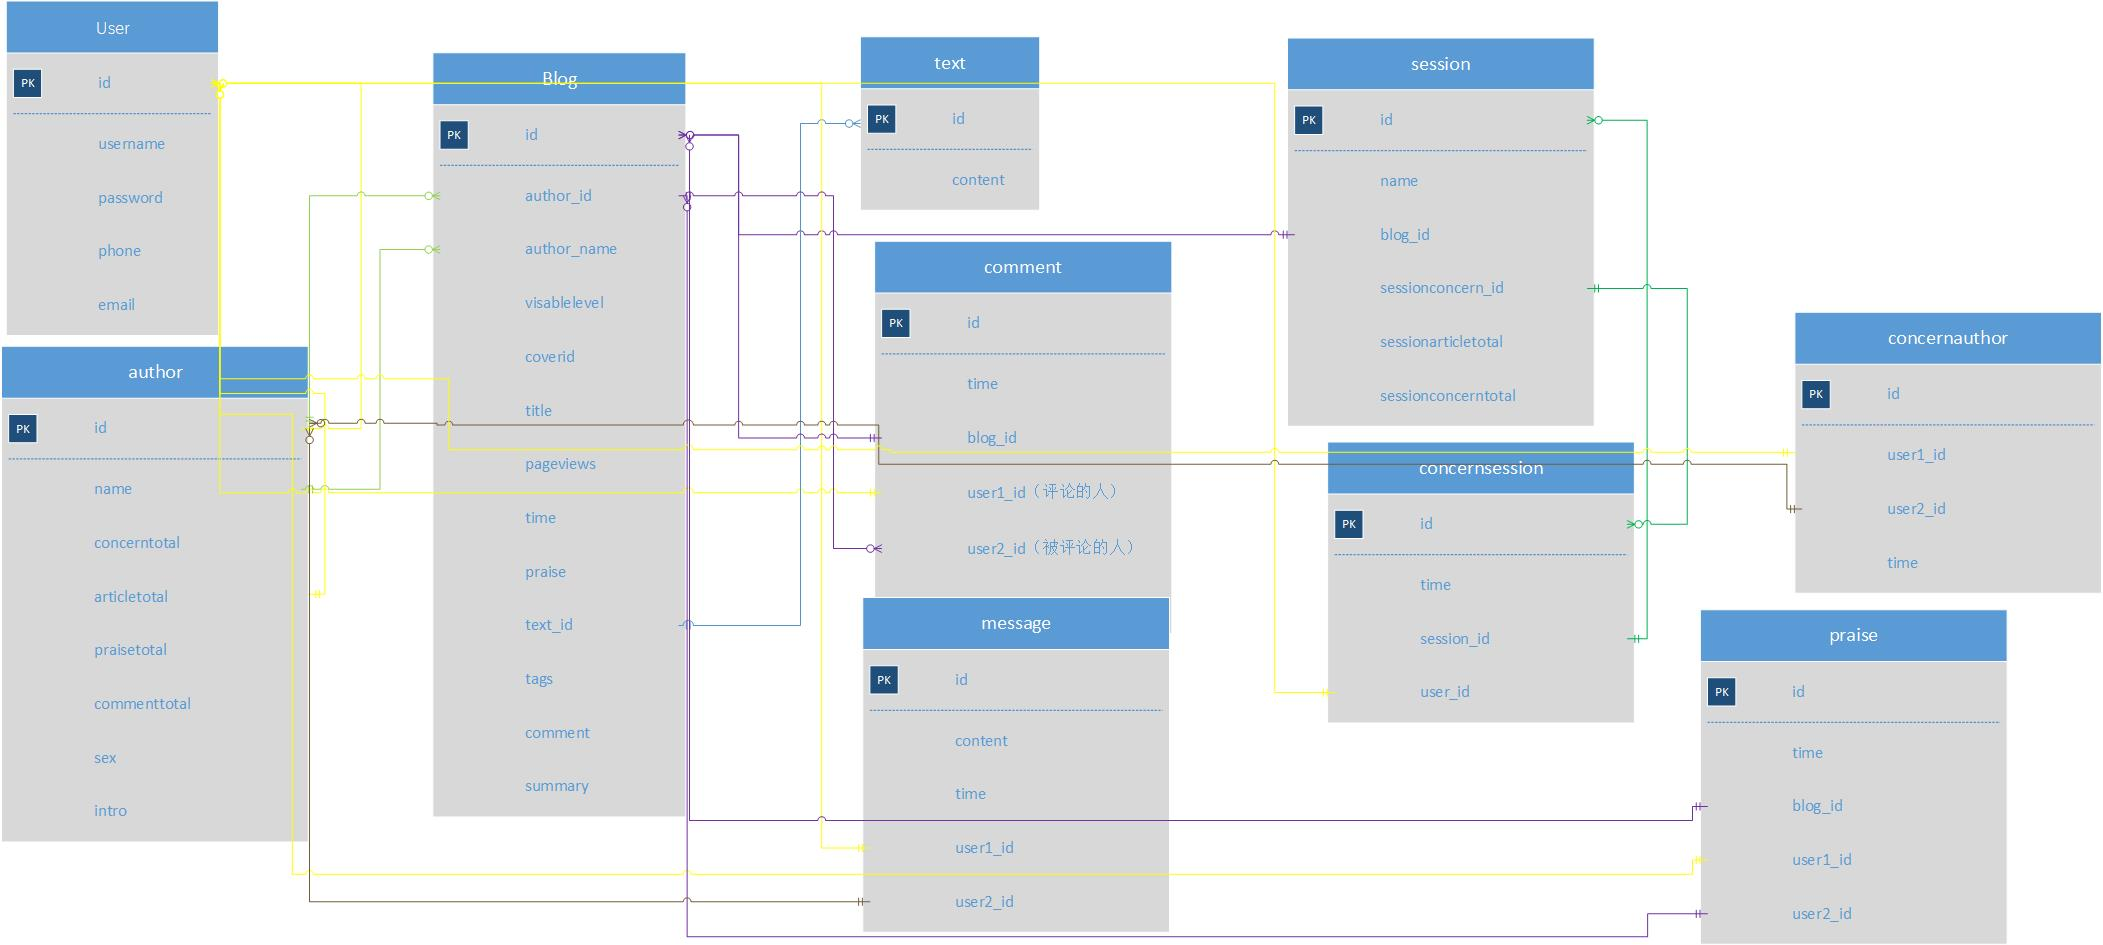 User
PK
id
username
password
phone
email
author
PK
id
name
concerntotal
articletotal
praisetotal
commenttotal
sex
intro
Blog
PK
id
author_id
author_name
visablelevel
coverid
title
pageviews
time
praise
text_id
tags
comment
summary
text
PK
id
content
comment
PK
id
time
blog_id
user1_id（评论的人）
user2_id（被评论的人）
message
PK
id
content
time
user1_id
user2_id
session
PK
id
name
blog_id
sessionconcern_id
sessionarticletotal
sessionconcerntotal
concernsession
PK
id
time
session_id
user_id
concernauthor
PK
id
user1_id
user2_id
time
praise
PK
id
time
blog_id
user1_id
user2_id